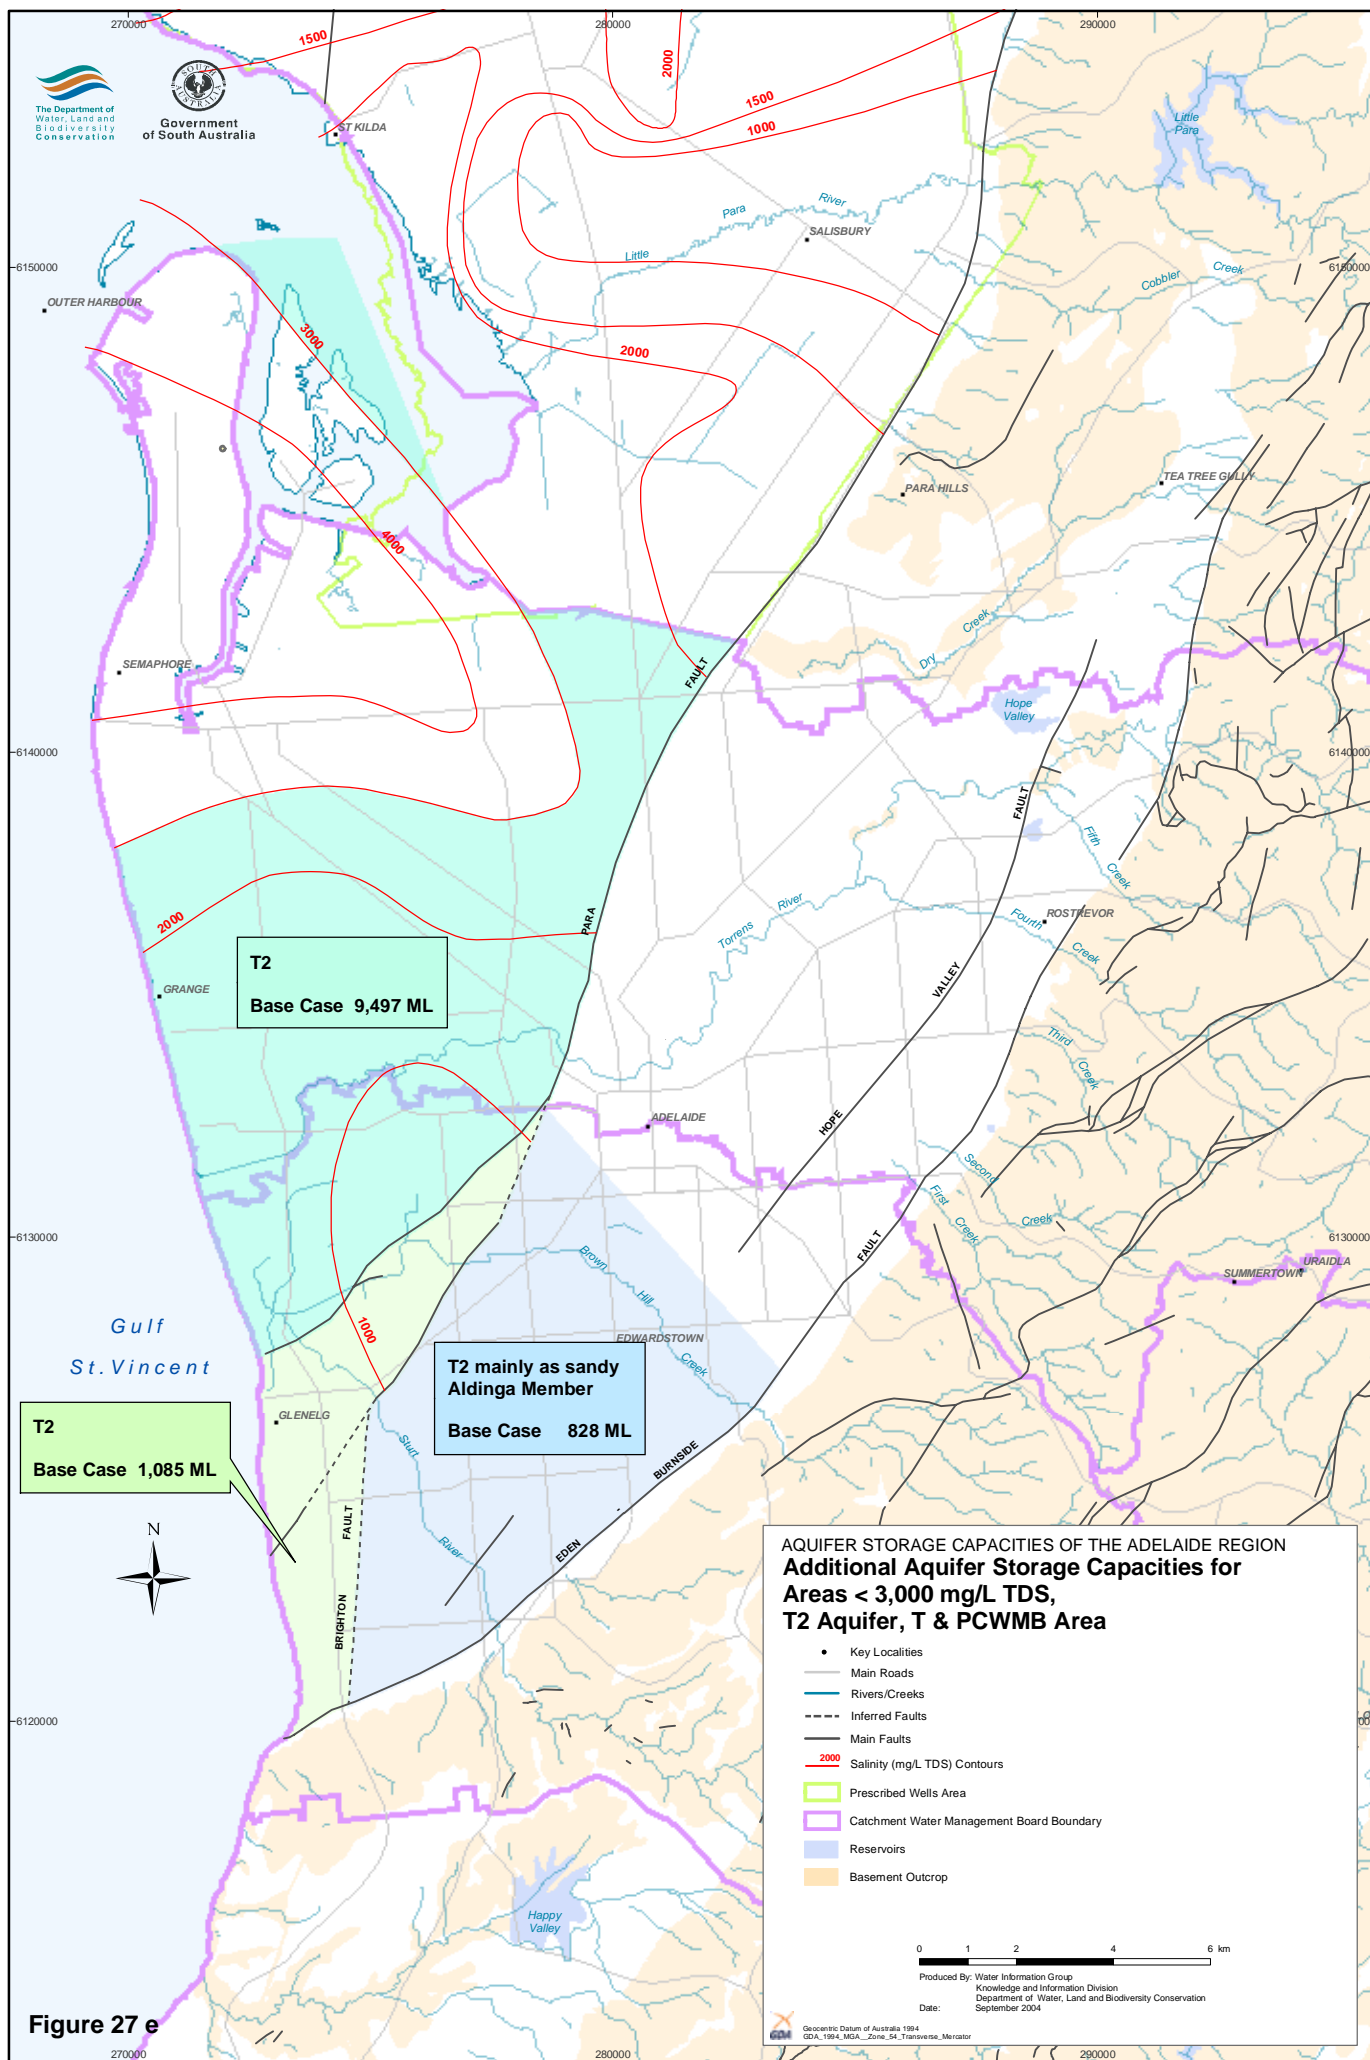 270000
280000
290000
1500
2000
The Department of
Water, Land and
Biodiversity
Conservation
SOUTH
AUSTRALIA
Government
of South Australia
ST KILDA
1500
1000
Little
Para
Little
Para
River
SALISBURY
6150000
6150000
Cobbler
Creek
OUTER HARBOUR
3000
2000
PARA HILLS
TEA TREE GULLY
4000
Dry
Creek
SEMAPHORE
FAULT
Hope
Valley
6140000
6140000
FAULT
Fifth
Creek
2000
PARA
Torrens
River
Fourth
Creek
ROSTREVOR
T2
Base Case 9,497 ML
GRANGE
VALLEY
Third
Creek
ADELAIDE
HOPE
Second
Creek
First
Creek
6130000
6130000
FAULT
Brown
Hill
Creek
URAIDLA
SUMMERTOWN
Gulf
St. Vincent
1000
EDWARDSTOWN
T2 mainly as sandy
Aldinga Member
Base Case 828 ML
GLENELG
T2
Base Case 1,085 ML
Sturt
River
BURNSIDE
EDEN
FAULT
BRIGHTON
N
6120000
AQUIFER STORAGE CAPACITIES OF THE ADELAIDE REGION
Additional Aquifer Storage Capacities for
Areas < 3,000 mg/L TDS,
T2 Aquifer, T & PCWMB Area
Key Localities
Main Roads
Rivers/Creeks
Inferred Faults
Main Faults
2000 Salinity (mg/L TDS) Contours
Prescribed Wells Area
Catchment Water Management Board Boundary
Reservoirs
Basement Outcrop
Happy
Valley
0 1 2 4 6 km
Produced By: Water Information Group
Knowledge and Information Division
Department of Water, Land and Biodiversity Conservation
Date: September 2004
GDA
Geocentric Datum of Australia 1994
GDA_1994_MGA__Zone_54_Transverse_Mercator
Figure 27 e
270000
280000
290000